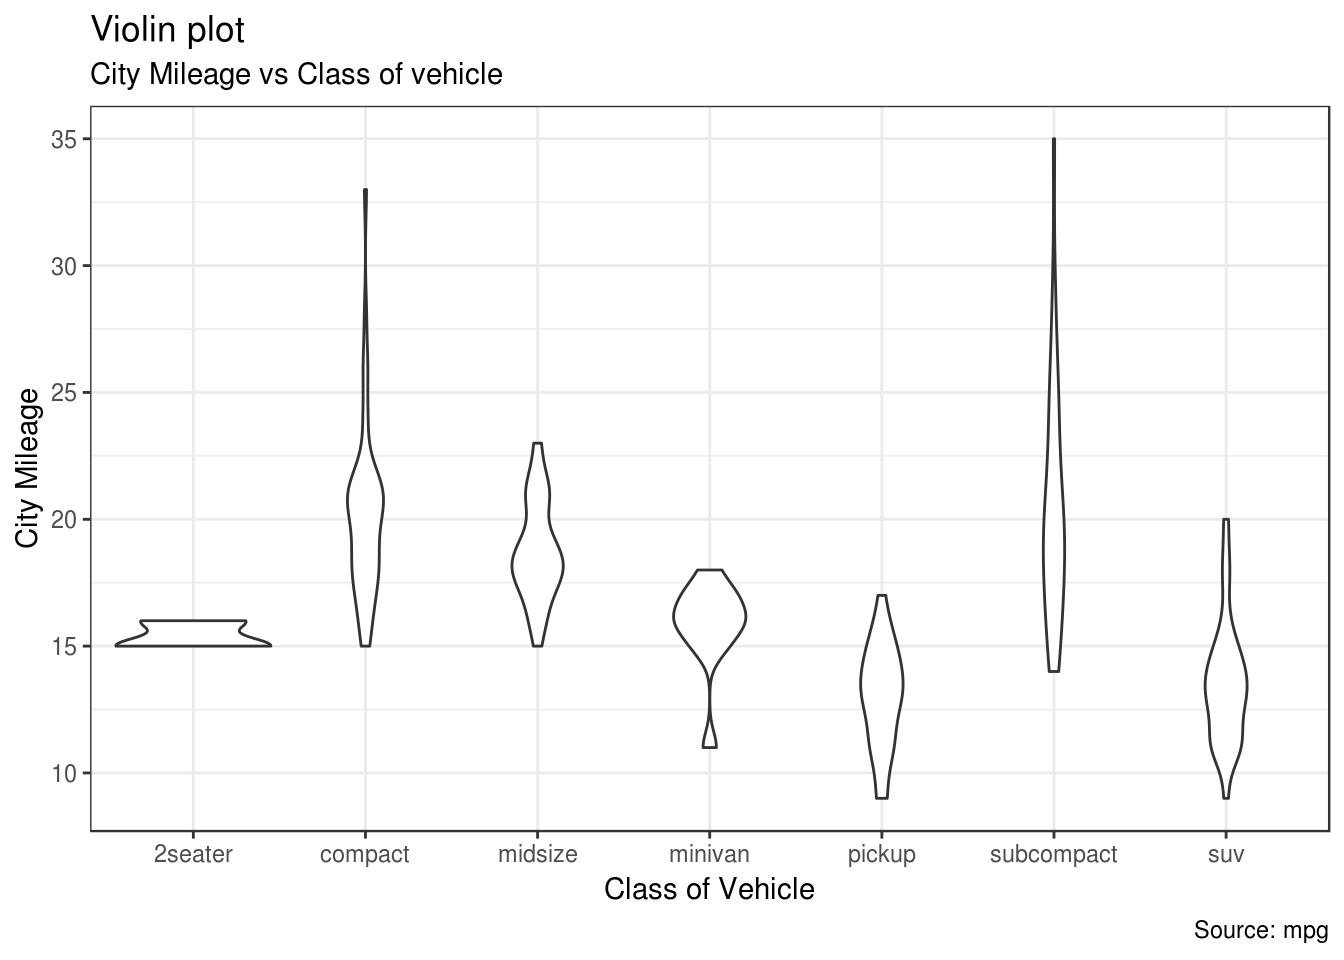 Violin plot
City Mileage vs Class of vehicle
City Mileage
35
30
25
20
15
10
2seater compact midsize minivan pickup subcompact suv
Class of Vehicle
Source: mpg